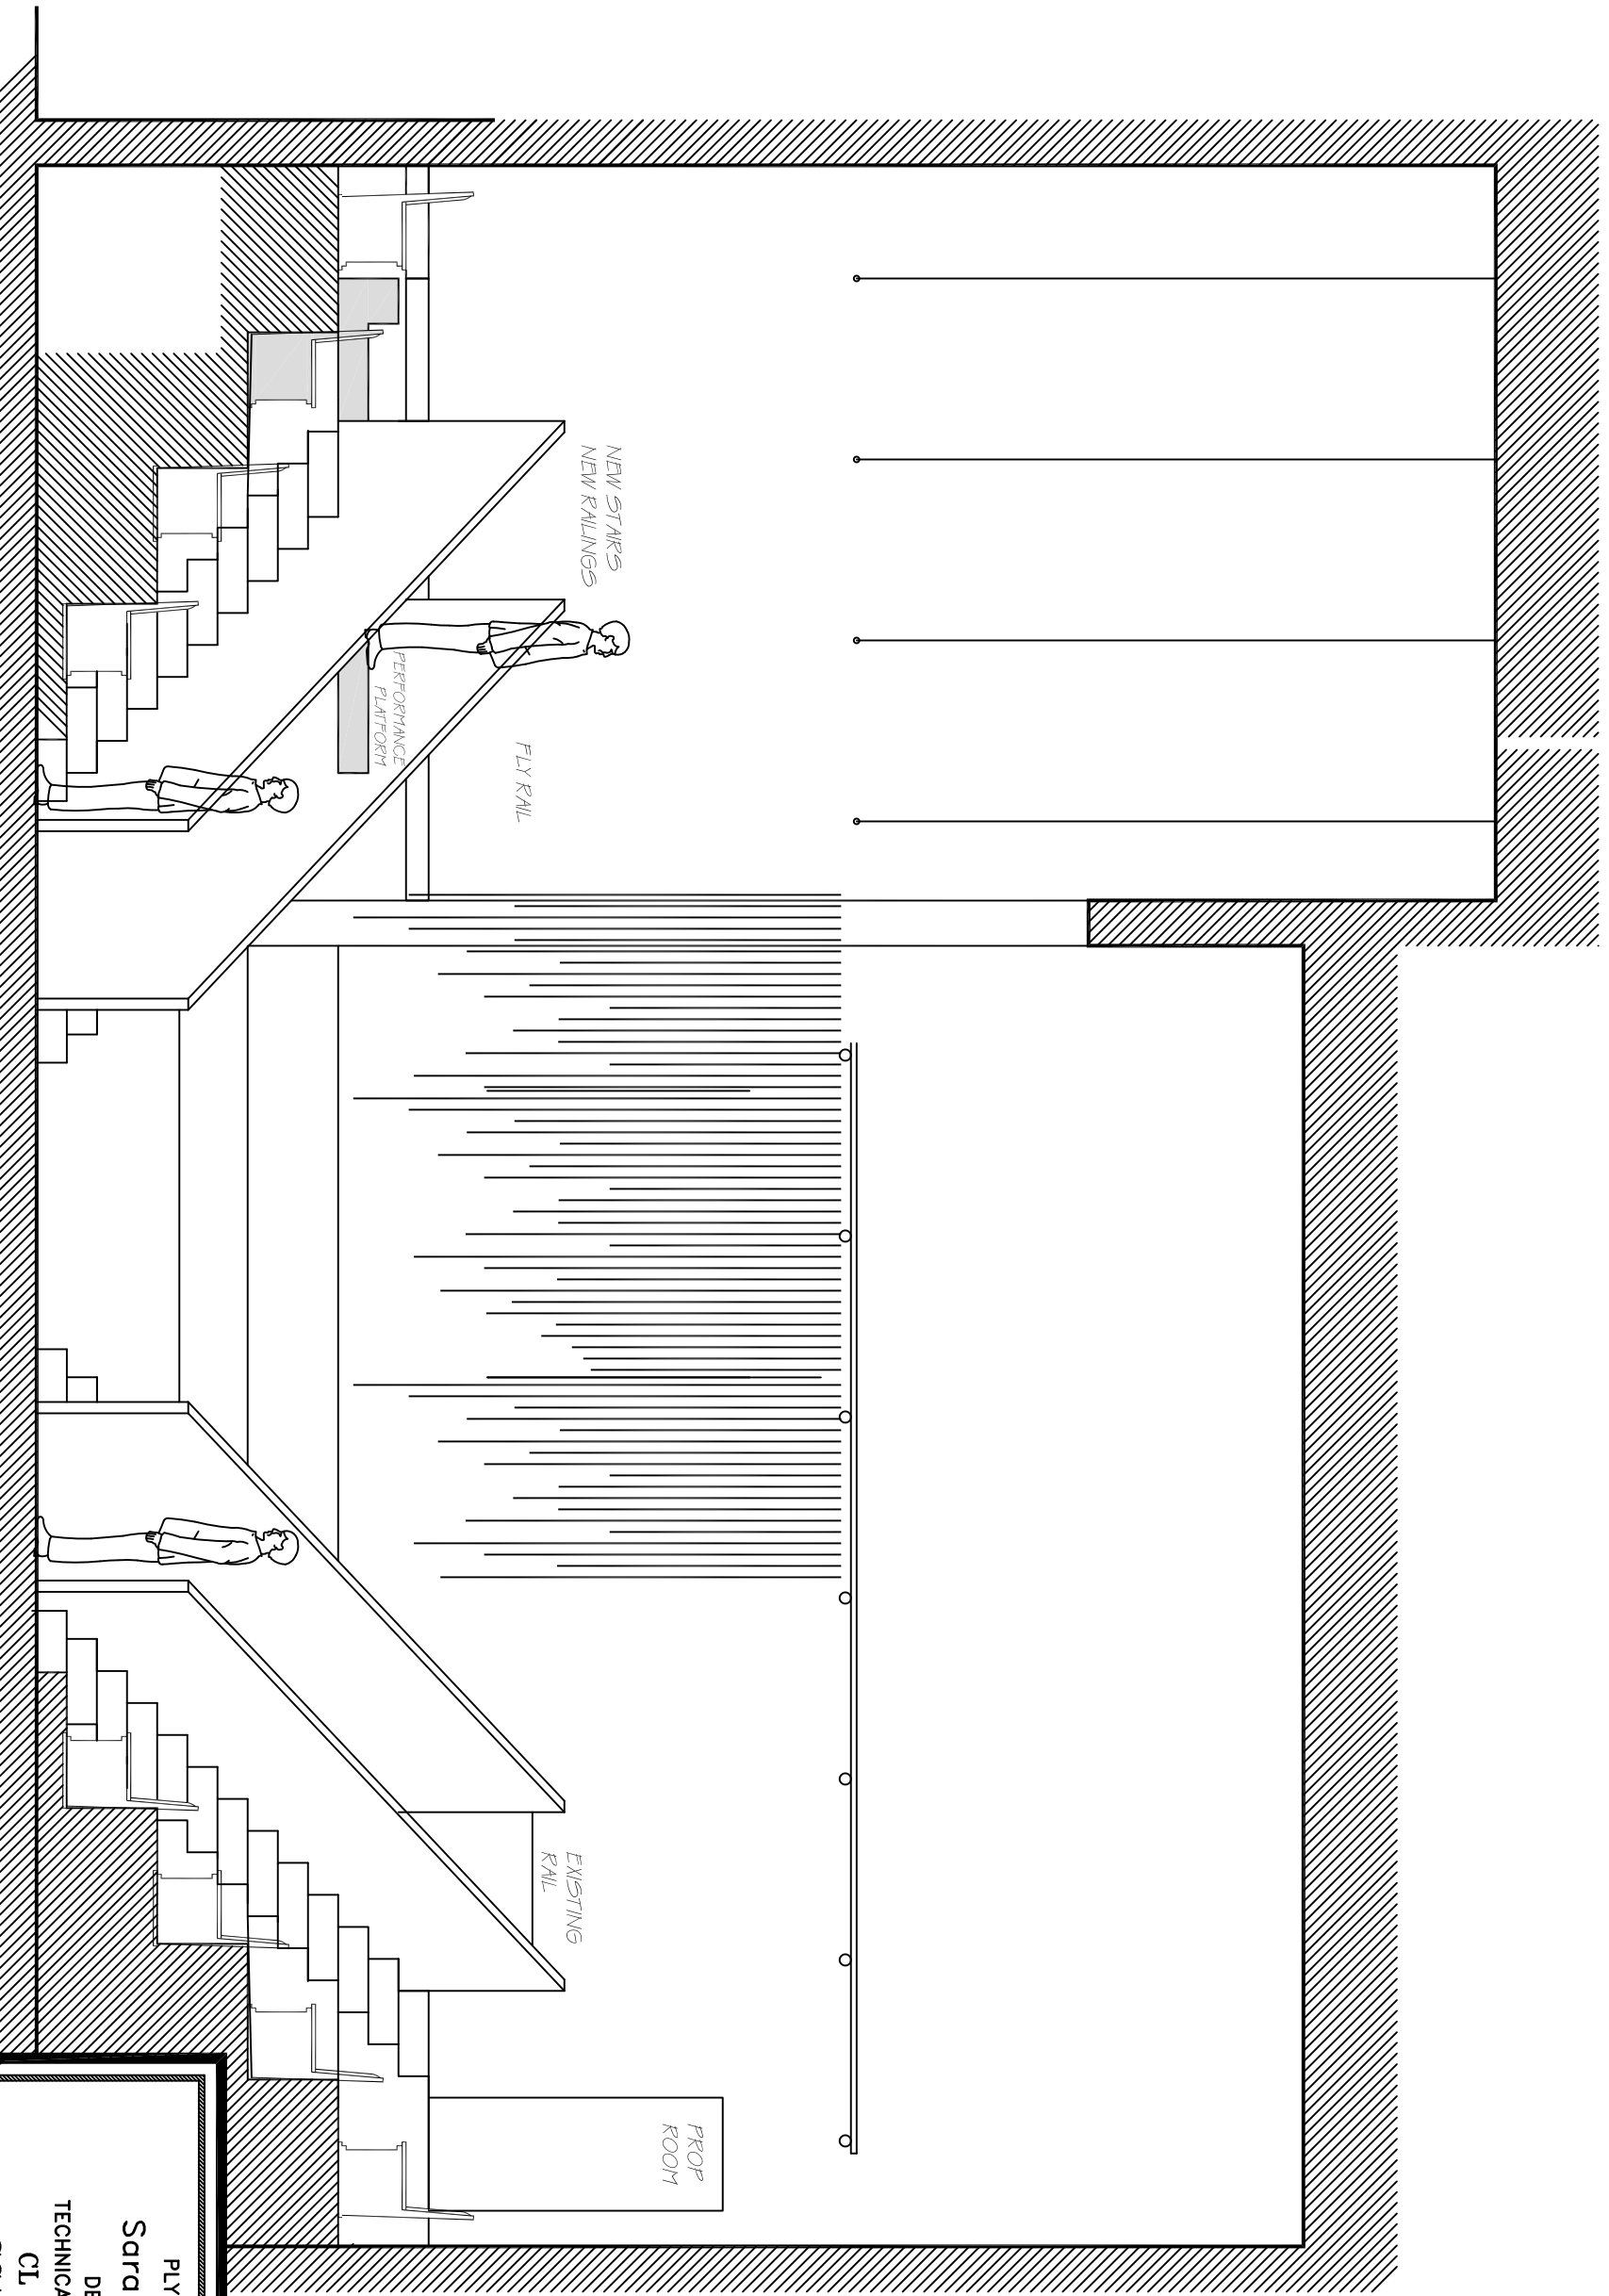 NEW STAIRS
NEW RAILINGS
FLY RAIL
PERFORMANCE
PLATFORM
EXISTING
RAIL
PROP
ROOM
PLY
Sara
DE
TECHNICA
CL